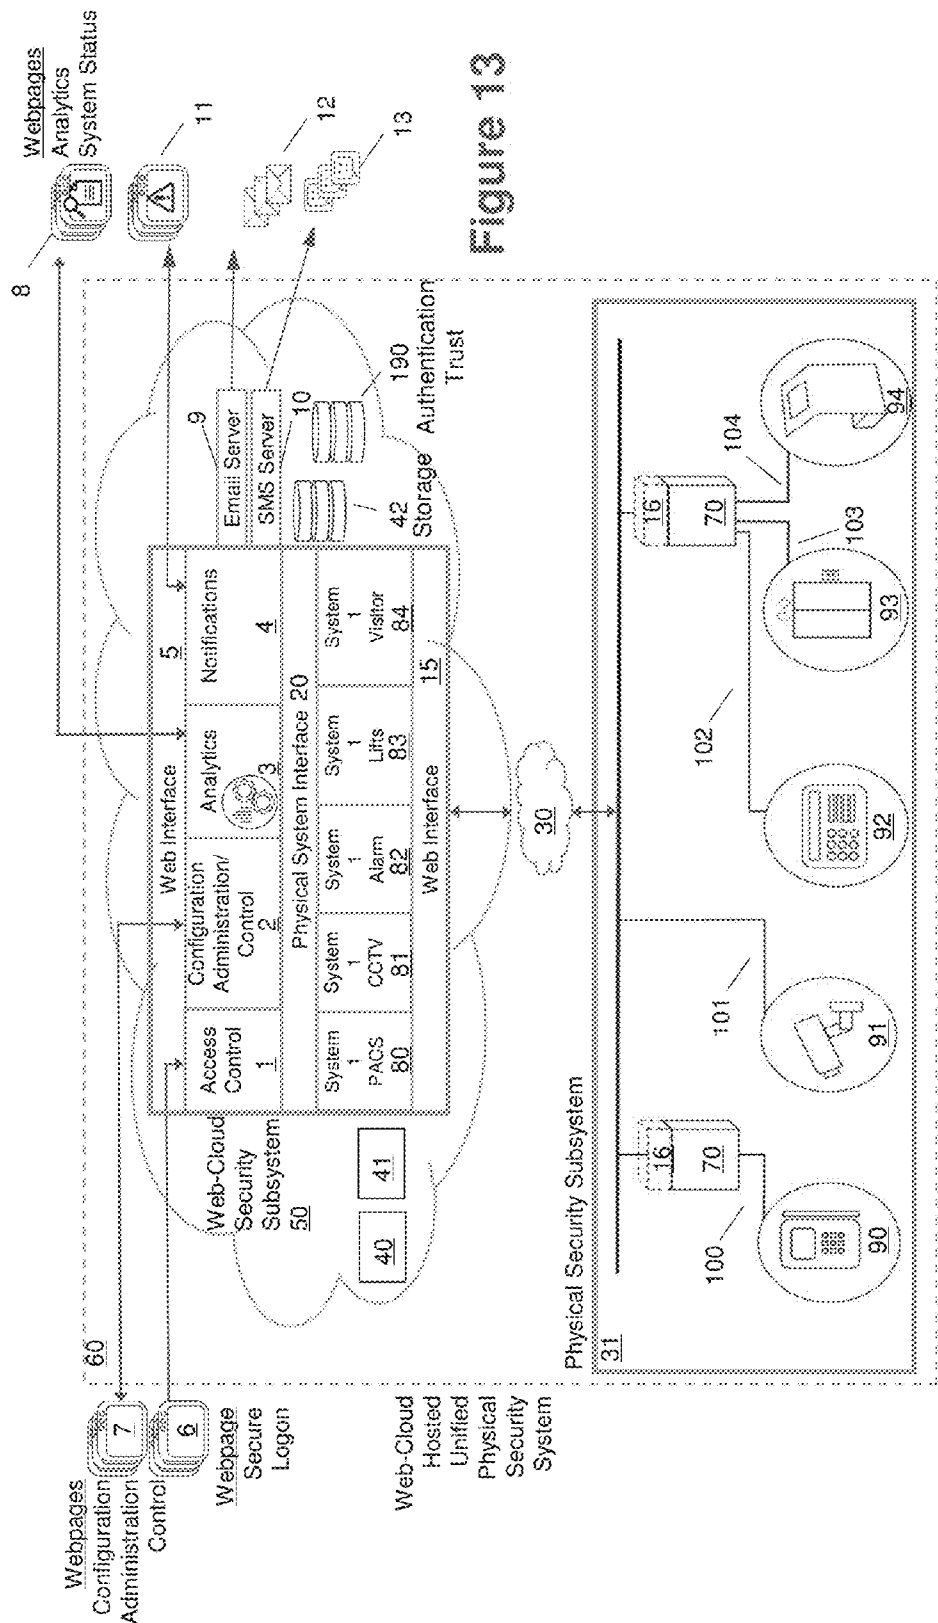 Webpages
Configuration
Administration
Control
7
6
Webpage
Secure
Logon
Web-Cloud
Hosted
Unified
Physical
Security
System
60
Web-Cloud
Security
Subsystem
50
40
41
Web Interface
5
Access
Control
1
Configuration
Administration/
Control
2
Analytics
3
Notifications
4
Physical System Interface 20
System
1
PACS
80
System
1
CCTV
81
System
1
Alarm
82
System
1
Lifts
83
System
1
Visitor
84
Web Interface
15
Email Server
9
SMS Server
10
42
Storage
190
Authentication
Trust
30
8
Webpages
Analytics
System Status
11
12
13
Physical Security Subsystem
31
16
70
16
70
100
101
102
103
104
90
91
92
93
94
Figure 13